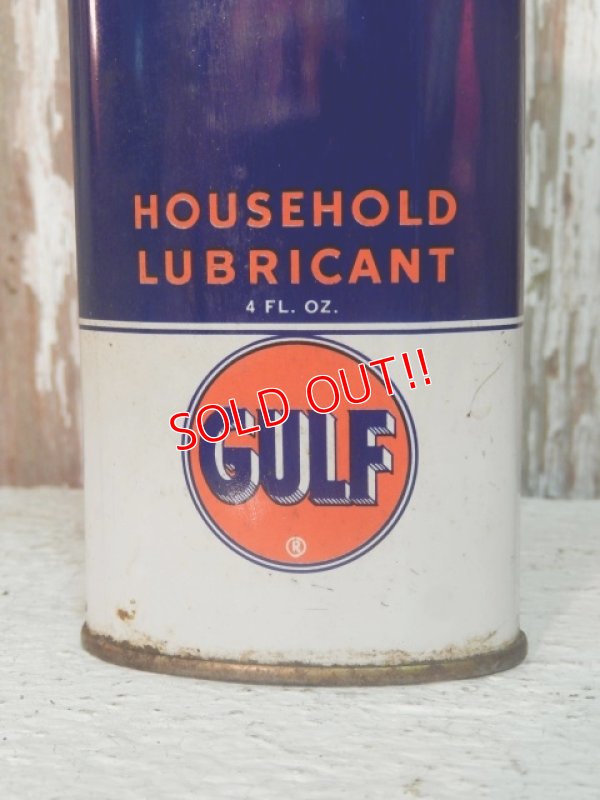 HOUSEHOLD
LUBRICANT
4 FL. OZ.
SOLD OUT!!
GULF
®